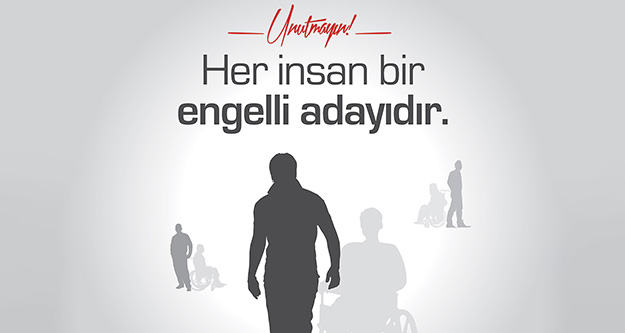 Unutmayın!
Her insan bir
engelli adayıdır.